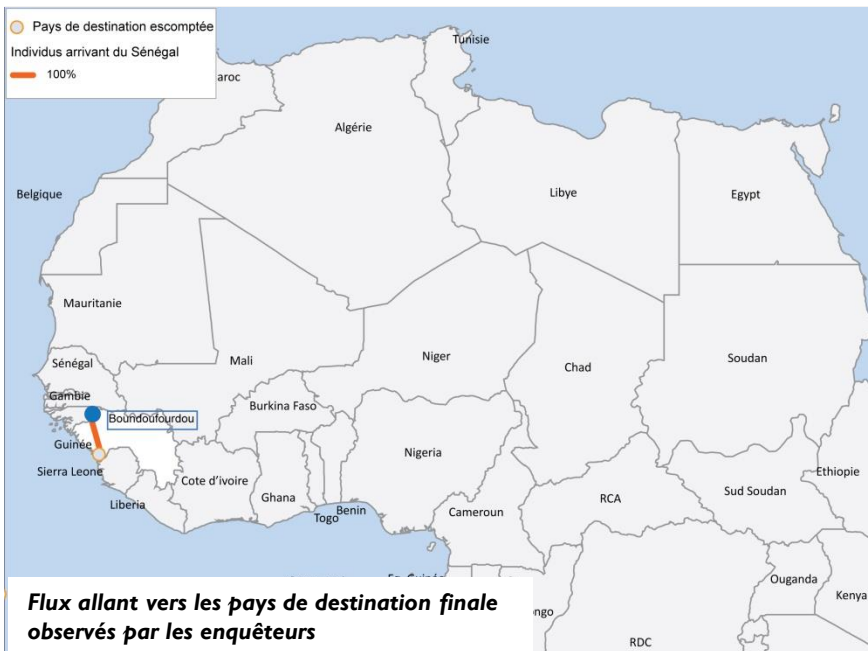 Pays de destination escomptée
Individus arrivant du Sénégal
100%
Tunisie
aroc
Algérie
Libye
Egypt
Belgique
Mauritanie
Mali
Niger
Chad
Soudan
Sénégal
Gambie
Boundoufourdou
Burkina Faso
Guinée
Sierra Leone
Cote d'ivoire
Nigeria
Ethiopie
Liberia
Ghana
Togo
Benin
Cameroun
RCA
Sud Soudan
Ouganda
Kenya
ongo
RDC
Flux allant vers les pays de destination finale
observés par les enquêteurs